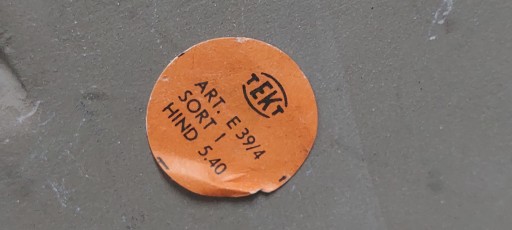 TEKT
ART. E 39/4
SORT I
HIND 5.40